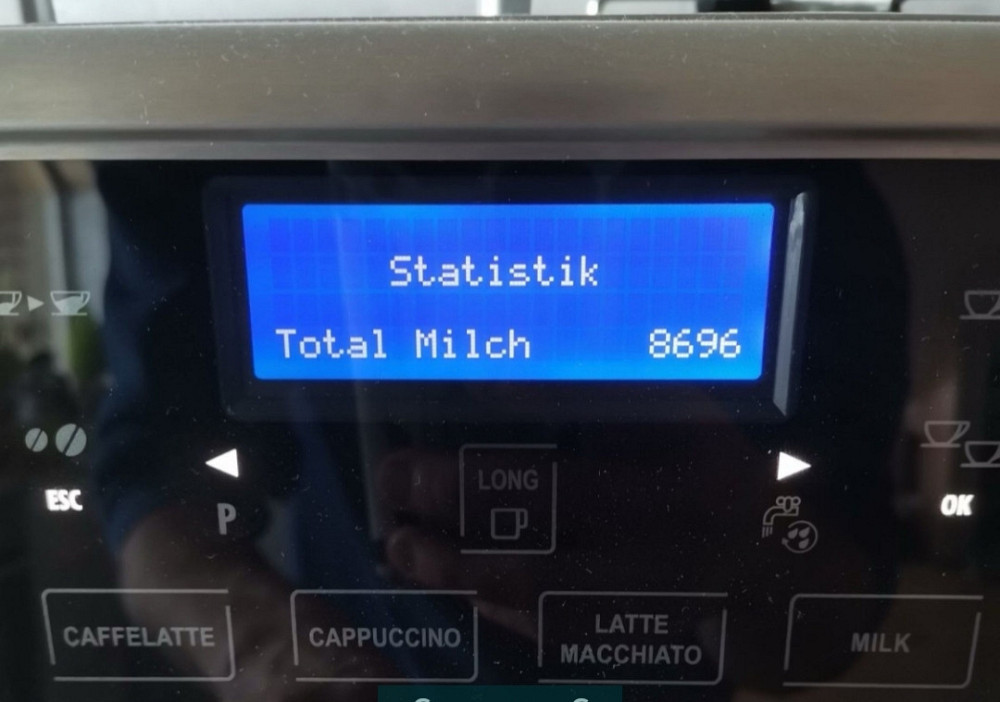 Statistik
Total Milch 8696
LONG
ESC
P
OK
CAFFELATTE
CAPPUCCINO
LATTE
MACCHIATO
MILK